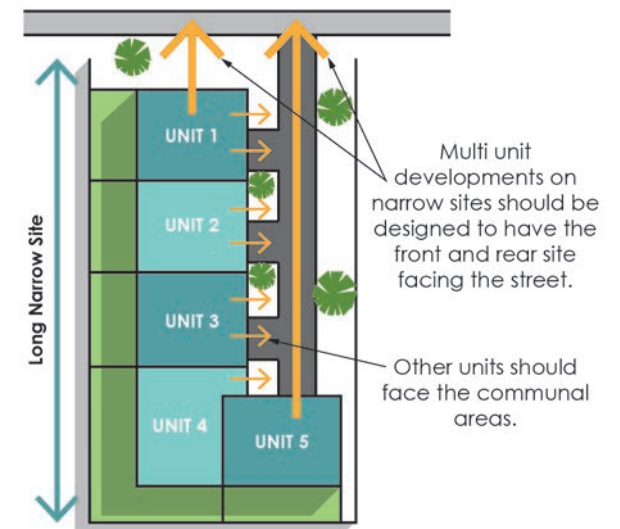 Long Narrow Site
UNIT 1
UNIT 2
UNIT 3
UNIT 4
UNIT 5
Multi unit
developments on
narrow sites should be
designed to have the
front and rear site
facing the street.
Other units should
face the communal
areas.